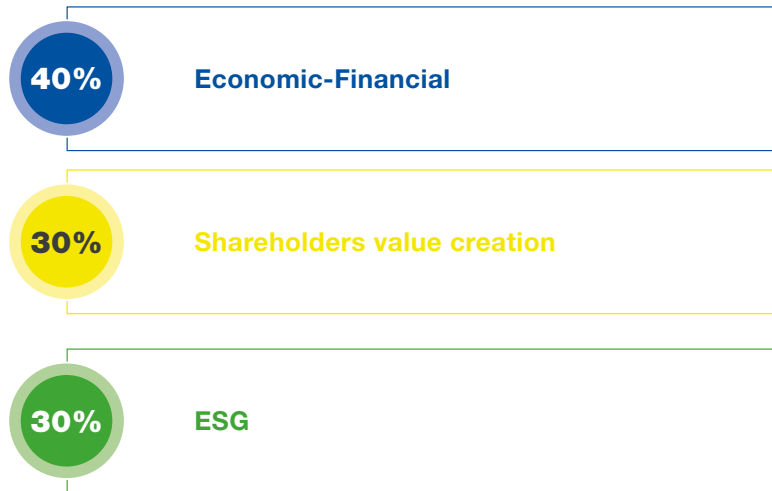 40%
Economic-Financial
30%
Shareholders value creation
30%
ESG